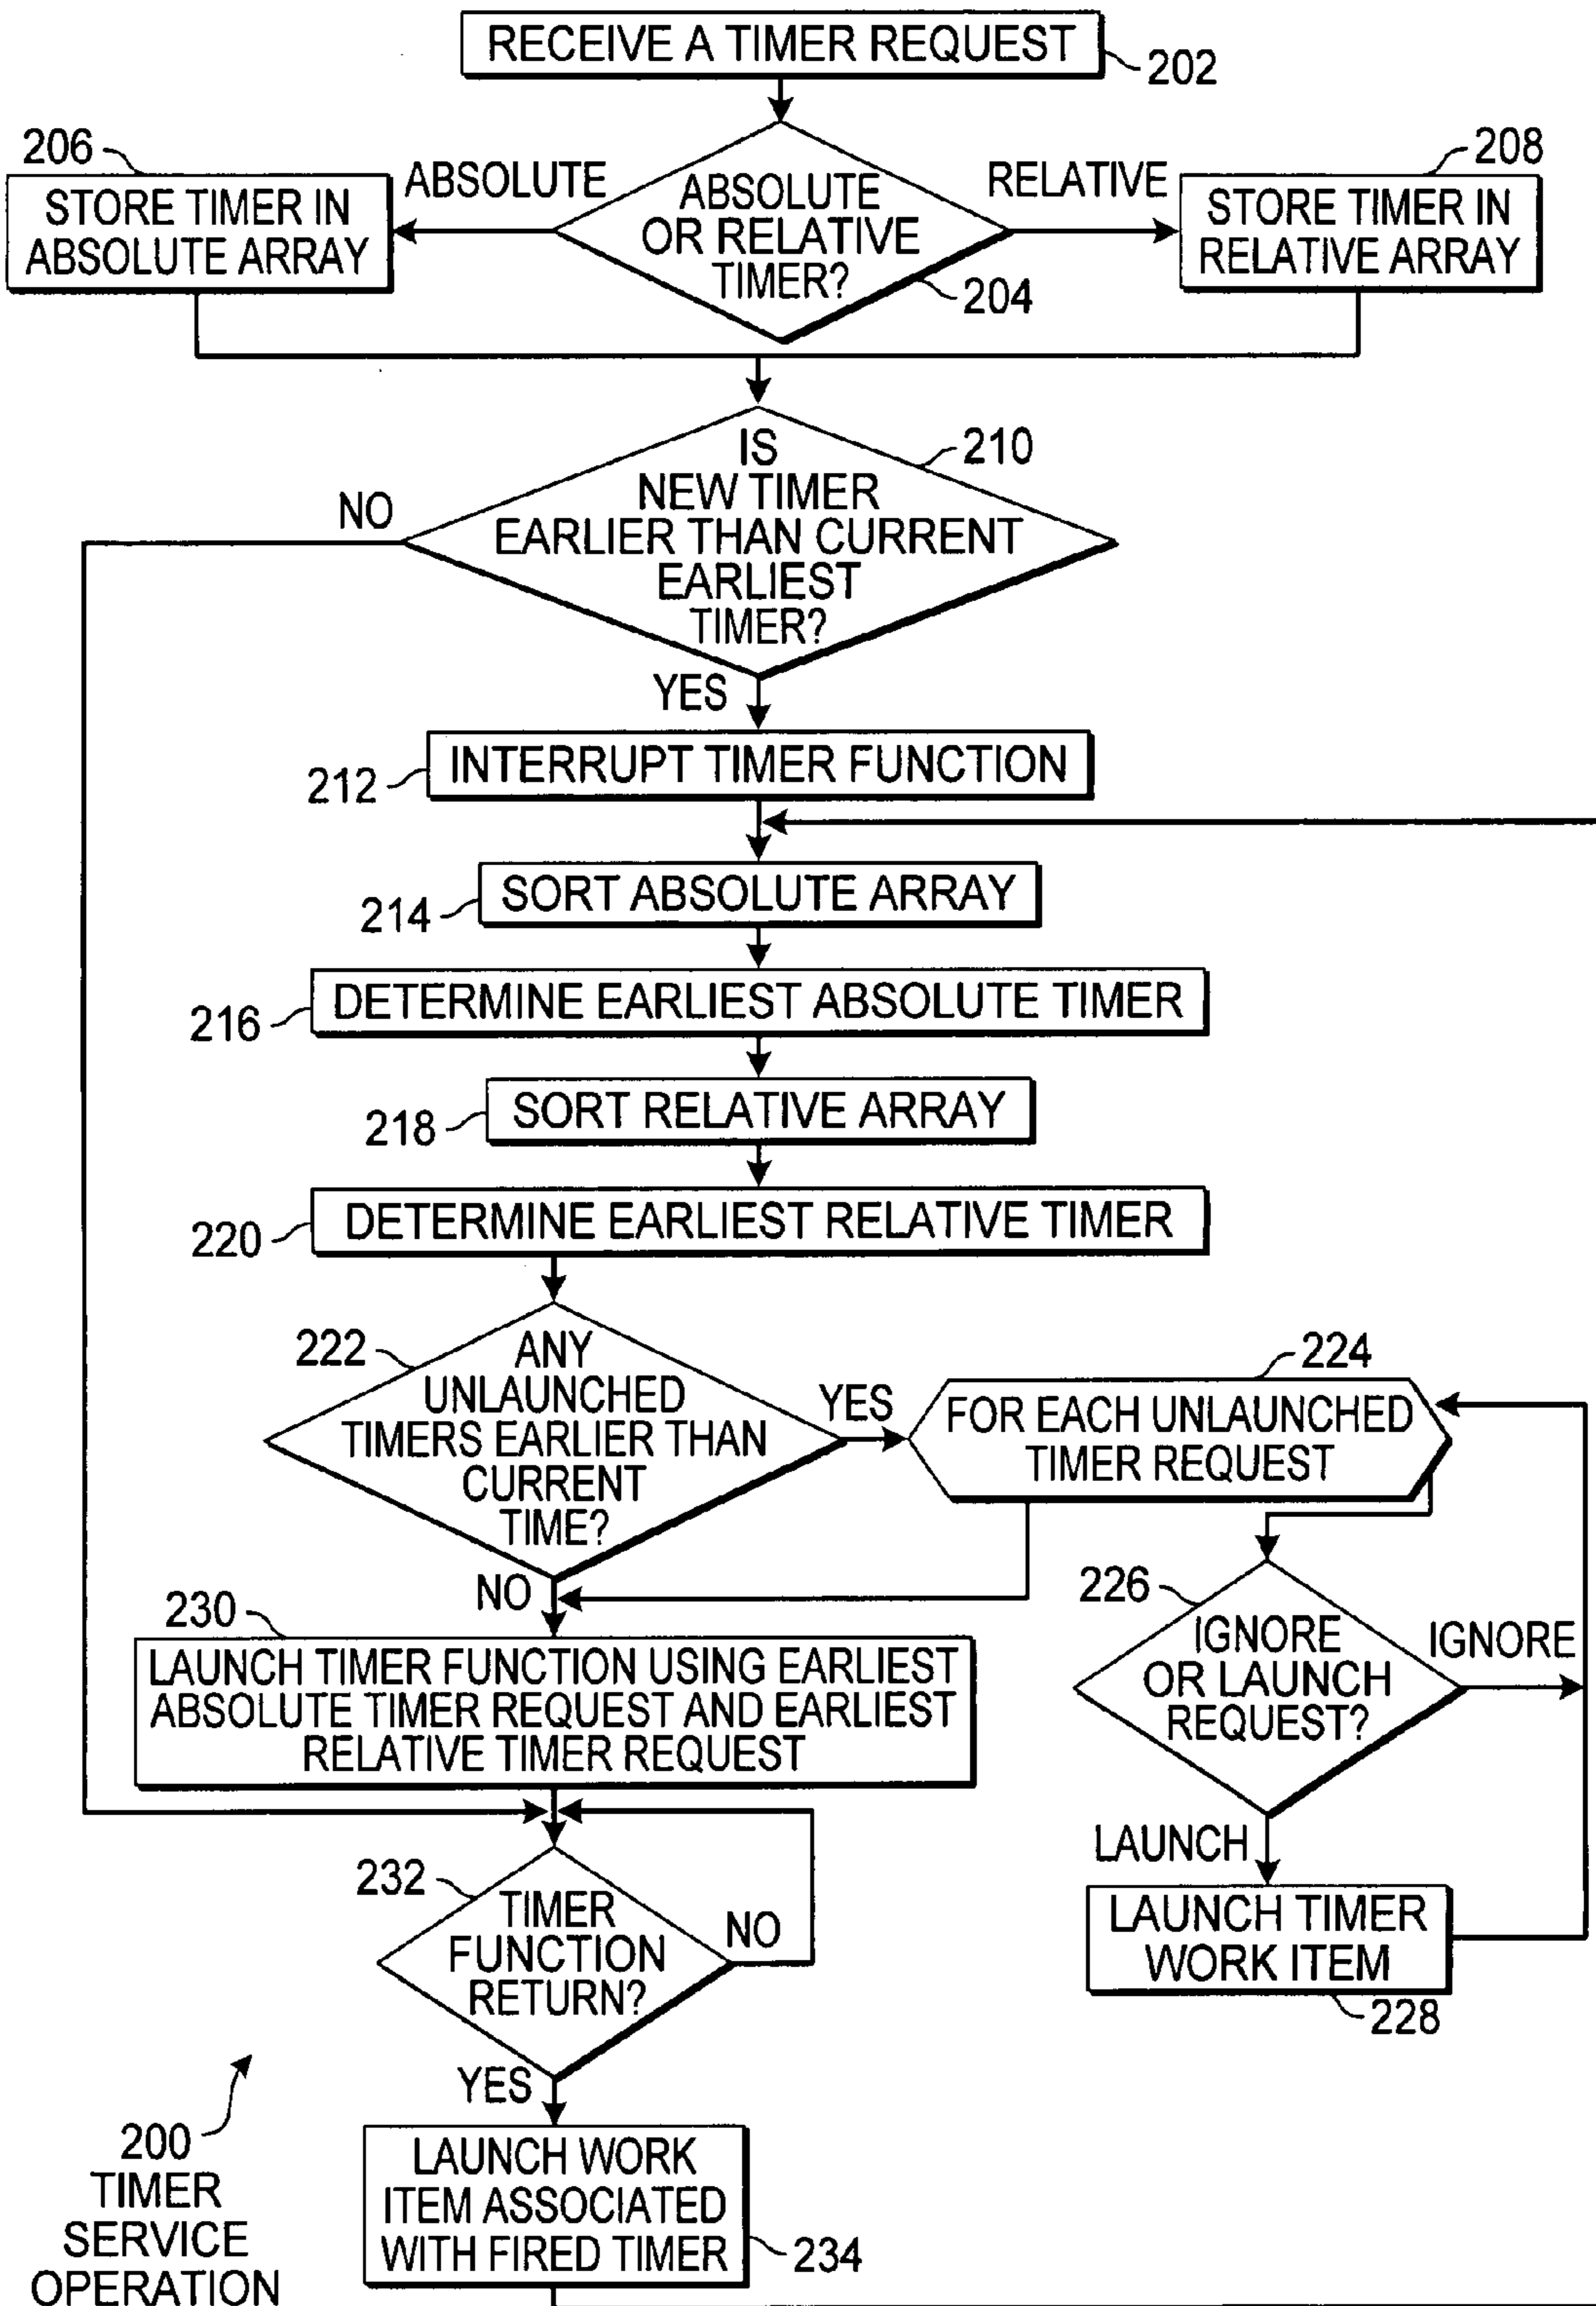 RECEIVE A TIMER REQUEST
202
206
ABSOLUTE
ABSOLUTE
OR RELATIVE
TIMER?
204
RELATIVE
208
STORE TIMER IN
ABSOLUTE ARRAY
STORE TIMER IN
RELATIVE ARRAY
210
IS
NEW TIMER
EARLIER THAN CURRENT
EARLIEST
TIMER?
NO
YES
INTERRUPT TIMER FUNCTION
212
SORT ABSOLUTE ARRAY
214
DETERMINE EARLIEST ABSOLUTE TIMER
216
SORT RELATIVE ARRAY
218
DETERMINE EARLIEST RELATIVE TIMER
220
222
ANY
UNLAUNCHED
TIMERS EARLIER THAN
CURRENT
TIME?
YES
224
FOR EACH UNLAUNCHED
TIMER REQUEST
NO
226
IGNORE
OR LAUNCH
REQUEST?
IGNORE
230
LAUNCH TIMER FUNCTION USING EARLIEST
ABSOLUTE TIMER REQUEST AND EARLIEST
RELATIVE TIMER REQUEST
LAUNCH
LAUNCH TIMER
WORK ITEM
228
232
TIMER
FUNCTION
RETURN?
NO
YES
LAUNCH WORK
ITEM ASSOCIATED
WITH FIRED TIMER
234
200
TIMER
SERVICE
OPERATION